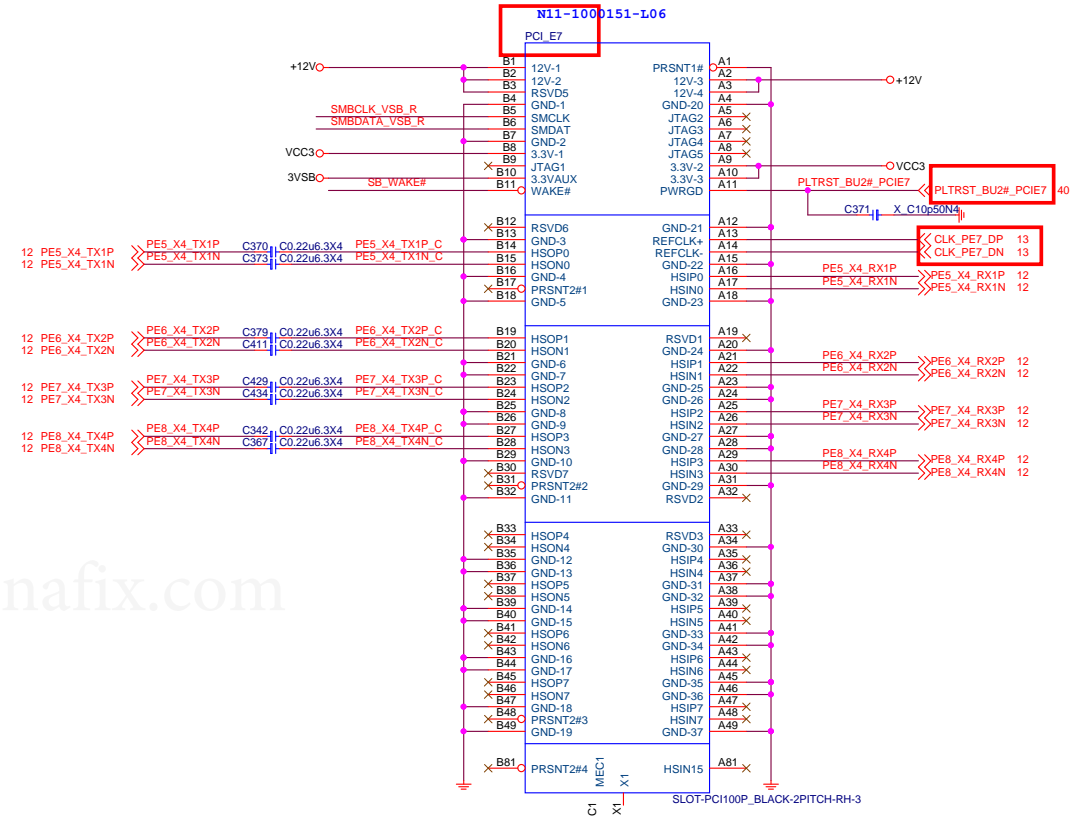 N11-1000151-L06
PCI_E7
+12V B1 12V-1 PRSNT1# A1
B2 12V-2 12V-3 A2 +12V
B3 RSVD5 12V-4 A3
B4 GND-1 GND-20 A4
SMBCLK_VSB_R B5 SMCLK JTAG2 A5
SMBDATA_VSB_R B6 SMDAT JTAG3 A6
B7 GND-2 JTAG4 A7
VCC3 B8 3.3V-1 JTAG5 A8
B9 JTAG1 3.3V-2 A9 VCC3
3VSB B10 3.3VAUX 3.3V-3 A10
SB_WAKE# B11 WAKE# PWRGD A11 PLTRST_BU2#_PCIE7 PLTRST_BU2#_PCIE7 40
C371 X_C10p50N4
B12 RSVD6 GND-21 A12
B13 GND-3 REFCLK+ A13 CLK_PE7_DP 13
12 PE5_X4_TX1P PE5_X4_TX1P C370 C0.22u6.3X4 PE5_X4_TX1P_C B14 HSOP0 REFCLK- A14 CLK_PE7_DN 13
12 PE5_X4_TX1N PE5_X4_TX1N C373 C0.22u6.3X4 PE5_X4_TX1N_C B15 HSON0 GND-22 A15
B16 GND-4 HSIP0 A16 PE5_X4_RX1P PE5_X4_RX1P 12
B17 PRSNT2#1 HSIN0 A17 PE5_X4_RX1N PE5_X4_RX1N 12
B18 GND-5 GND-23 A18
12 PE6_X4_TX2P PE6_X4_TX2P C379 C0.22u6.3X4 PE6_X4_TX2P_C B19 HSOP1 RSVD1 A19
12 PE6_X4_TX2N PE6_X4_TX2N C411 C0.22u6.3X4 PE6_X4_TX2N_C B20 HSON1 GND-24 A20
B21 GND-6 HSIP1 A21 PE6_X4_RX2P PE6_X4_RX2P 12
B22 GND-7 HSIN1 A22 PE6_X4_RX2N PE6_X4_RX2N 12
12 PE7_X4_TX3P PE7_X4_TX3P C429 C0.22u6.3X4 PE7_X4_TX3P_C B23 HSOP2 GND-25 A23
12 PE7_X4_TX3N PE7_X4_TX3N C434 C0.22u6.3X4 PE7_X4_TX3N_C B24 HSON2 GND-26 A24
B25 GND-8 HSIP2 A25 PE7_X4_RX3P PE7_X4_RX3P 12
B26 GND-9 HSIN2 A26 PE7_X4_RX3N PE7_X4_RX3N 12
12 PE8_X4_TX4P PE8_X4_TX4P C342 C0.22u6.3X4 PE8_X4_TX4P_C B27 HSOP3 GND-27 A27
12 PE8_X4_TX4N PE8_X4_TX4N C367 C0.22u6.3X4 PE8_X4_TX4N_C B28 HSON3 GND-28 A28
B29 GND-10 HSIP3 A29 PE8_X4_RX4P PE8_X4_RX4P 12
B30 RSVD7 HSIN3 A30 PE8_X4_RX4N PE8_X4_RX4N 12
B31 PRSNT2#2 GND-29 A31
B32 GND-11 RSVD2 A32
B33 HSOP4 RSVD3 A33
B34 HSON4 GND-30 A34
B35 GND-12 HSIP4 A35
B36 GND-13 HSIN4 A36
B37 HSOP5 GND-31 A37
B38 HSON5 GND-32 A38
B39 GND-14 HSIP5 A39
B40 GND-15 HSIN5 A40
B41 HSOP6 GND-33 A41
B42 HSON6 GND-34 A42
B43 GND-16 HSIP6 A43
B44 GND-17 HSIN6 A44
B45 HSOP7 GND-35 A45
B46 HSON7 GND-36 A46
B47 GND-18 HSIP7 A47
B48 PRSNT2#3 HSIN7 A48
B49 GND-19 GND-37 A49
B81 PRSNT2#4 MEC1 X1 HSIN15 A81
C1 X1 SLOT-PCI100P_BLACK-2PITCH-RH-3
nafix.com